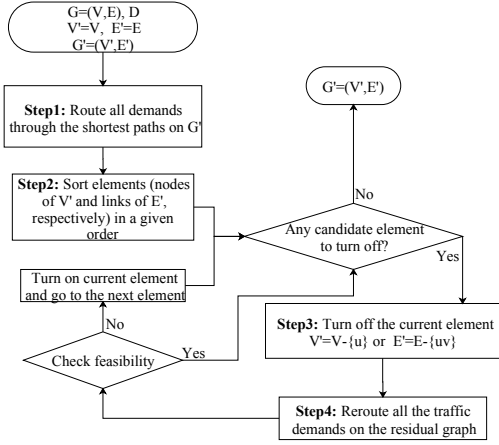 G=(V,E), D
V'=V, E'=E
G'=(V',E')
Step1: Route all demands
through the shortest paths on G'
Step2: Sort elements (nodes
of V' and links of E',
respectively) in a given
order
Turn on current element
and go to the next element
No
Check feasibility
Yes
G'=(V',E')
No
Any candidate element
to turn off?
Yes
Step3: Turn off the current element
V'=V-{u} or E'=E-{uv}
Step4: Reroute all the traffic
demands on the residual graph